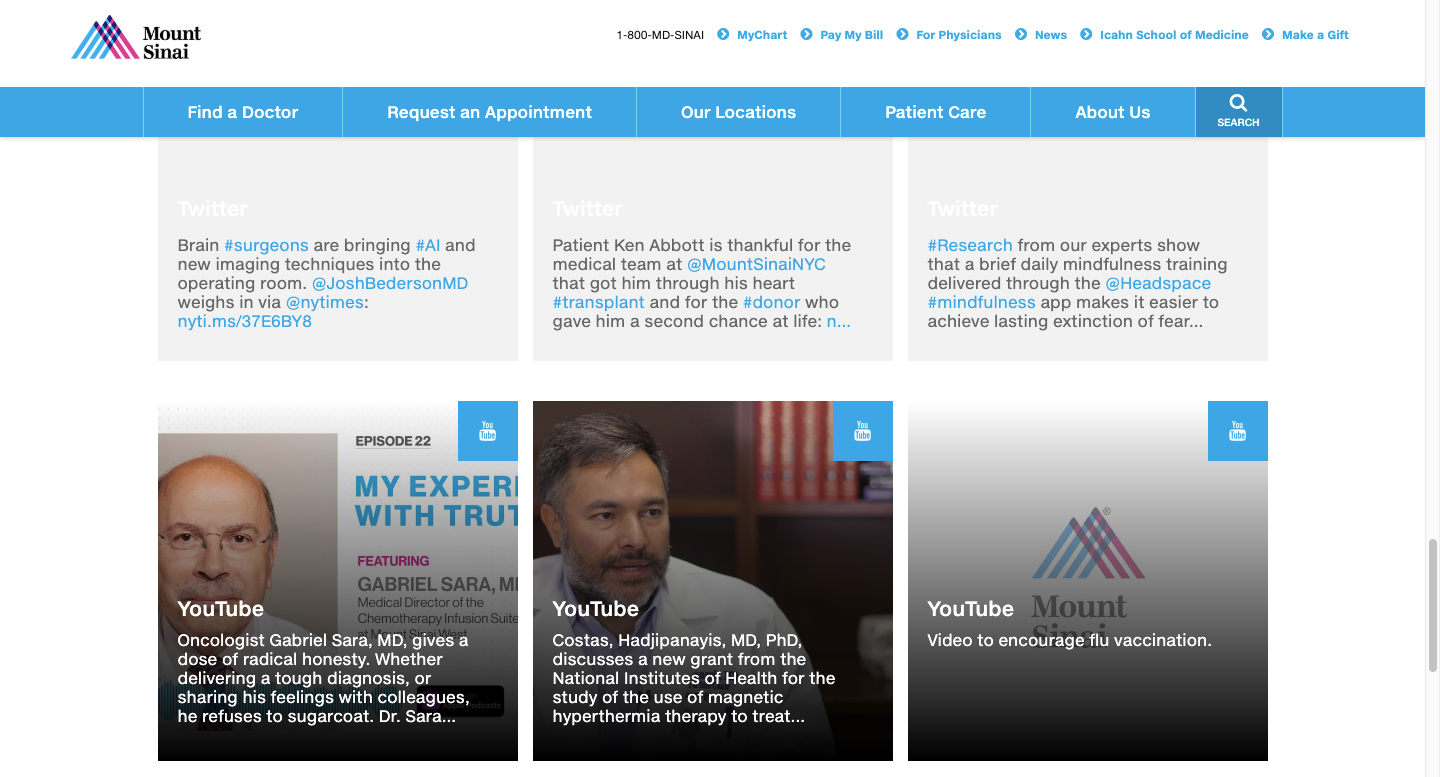 Mount
Sinai
1-800-MD-SINAI
MyChart
Pay My Bill
For Physicians
News
Icahn School of Medicine
Make a Gift
Find a Doctor
Request an Appointment
Our Locations
Patient Care
About Us
SEARCH
Twitter
Brain #surgeons are bringing #AI and
new imaging techniques into the
operating room. @JoshBedersonMD
weighs in via @nytimes:
nyti.ms/37E6BY8
Twitter
Patient Ken Abbott is thankful for the
medical team at @MountSinaiNYC
that got him through his heart
#transplant and for the #donor who
gave him a second chance at life: n...
Twitter
#Research from our experts show
that a brief daily mindfulness training
delivered through the @Headspace
#mindfulness app makes it easier to
achieve lasting extinction of fear...
You
Tube
EPISODE 22
MY EXPERI
WITH TRUT
FEATURING
GABRIEL SARA, MD
Medical Director of the
Chemotherapy Infusion Suite
at Mount Sinai West
YouTube
Oncologist Gabriel Sara, MD, gives a
dose of radical honesty. Whether
delivering a tough diagnosis, or
sharing his feelings with colleagues,
he refuses to sugarcoat. Dr. Sara...
Podcasts
You
Tube
YouTube
Costas, Hadjipanayis, MD, PhD,
discusses a new grant from the
National Institutes of Health for the
study of the use of magnetic
hyperthermia therapy to treat...
You
Tube
®
Mount
Sinai
YouTube
Video to encourage flu vaccination.